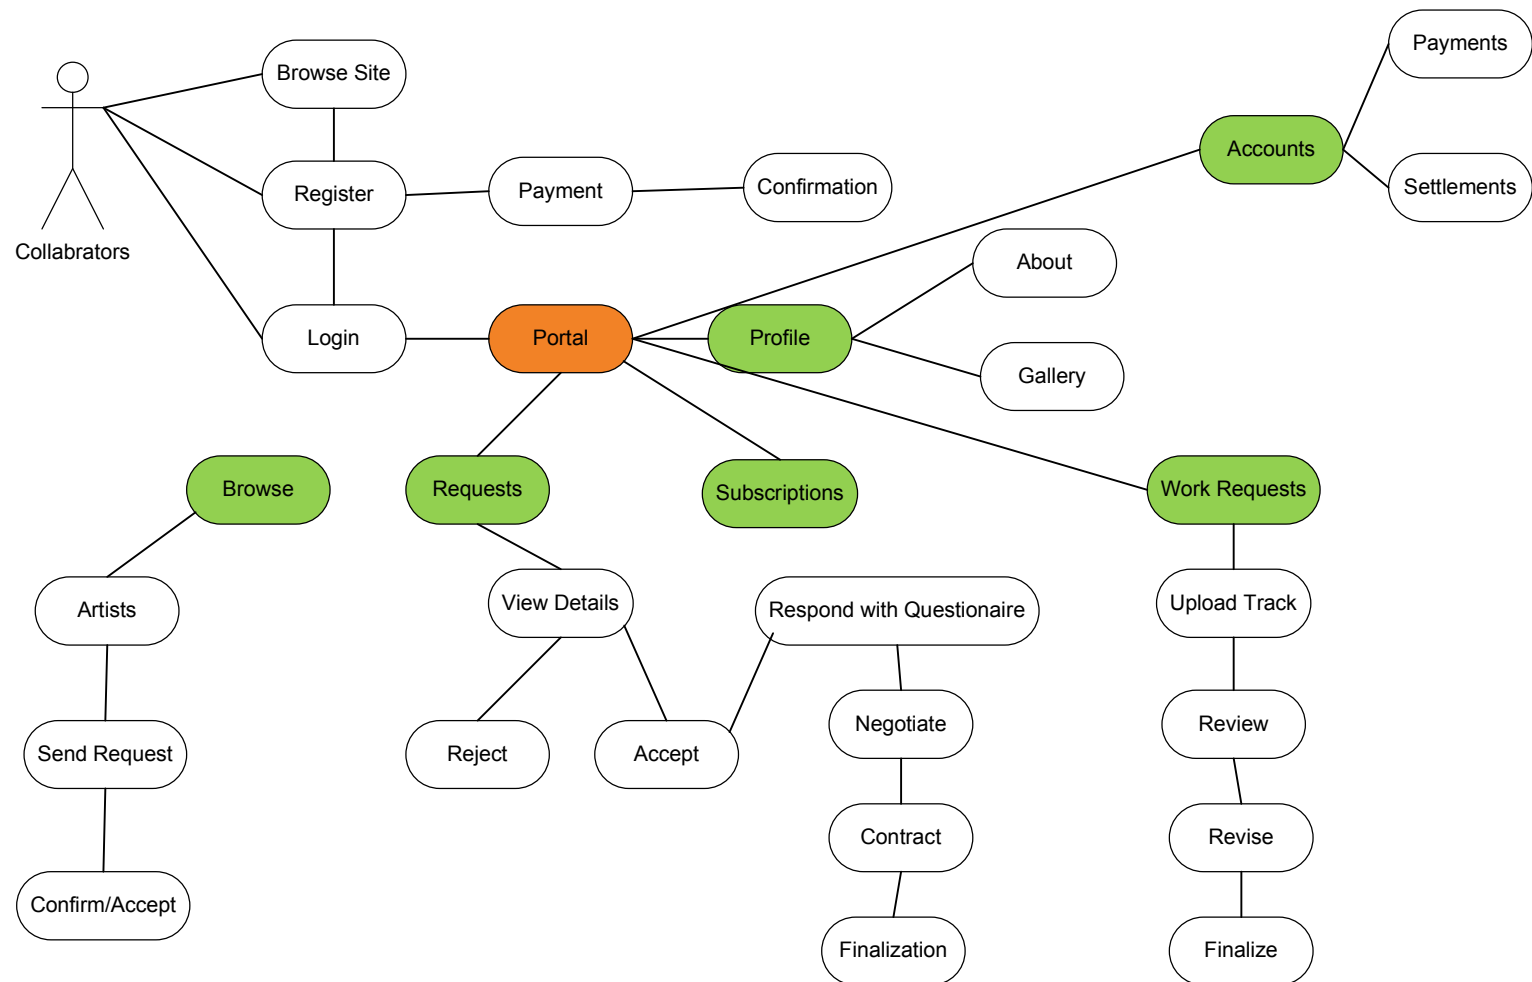 Payments
Browse Site
Accounts
Register
Payment
Confirmation
Settlements
Collabrators
About
Login
Portal
Profile
Gallery
Browse
Requests
Subscriptions
Work Requests
Artists
View Details
Respond with Questionaire
Upload Track
Send Request
Reject
Accept
Negotiate
Review
Contract
Revise
Confirm/Accept
Finalization
Finalize